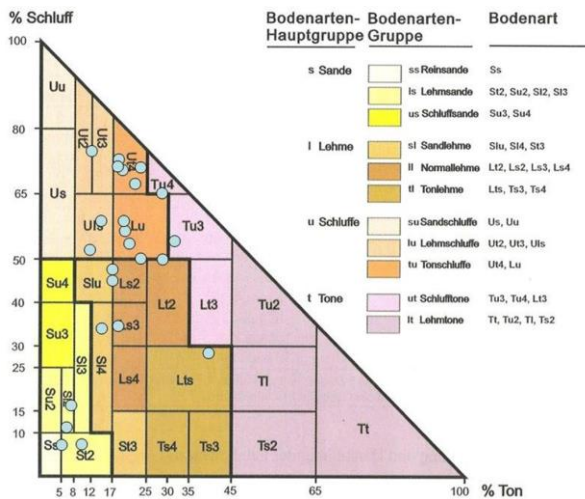 % Schluff
Bodenarten-Hauptgruppe
Bodenarten-Gruppe
Bodenart
s Sande
ss Reinsande Ss
ls Lehmsande St2, Su2, Sl2, Sl3
us Schluffsande Su3, Su4
l Lehme
sl Sandlehme Slu, Sl4, St3
ll Normallehme Lt2, Ls2, Ls3, Ls4
tl Tonlehme Lts, Ts3, Ts4
u Schluffe
su Sandschluffe Us, Uu
lu Lehmschluffe Ut2, Ut3, Uls
tu Tonschluffe Ut4, Lu
t Tone
ut Schlufftone Tu3, Tu4, Lt3
lt Lehmtone Tt, Tu2, Tl, Ts2
100
80
65
50
40
30
25
15
10
Uu
Ut2
Ut3
Ut4
Tu4
Us
Uls
Lu
Tu3
Su4
Slu
Ls2
Lt2
Lt3
Tu2
Su3
Sl3
Sl4
Ls3
Ls4
Lts
Tl
Su2
Ss
St2
St3
Ts4
Ts3
Ts2
Tt
5 8 12 17 25 30 35 45 65 100
% Ton